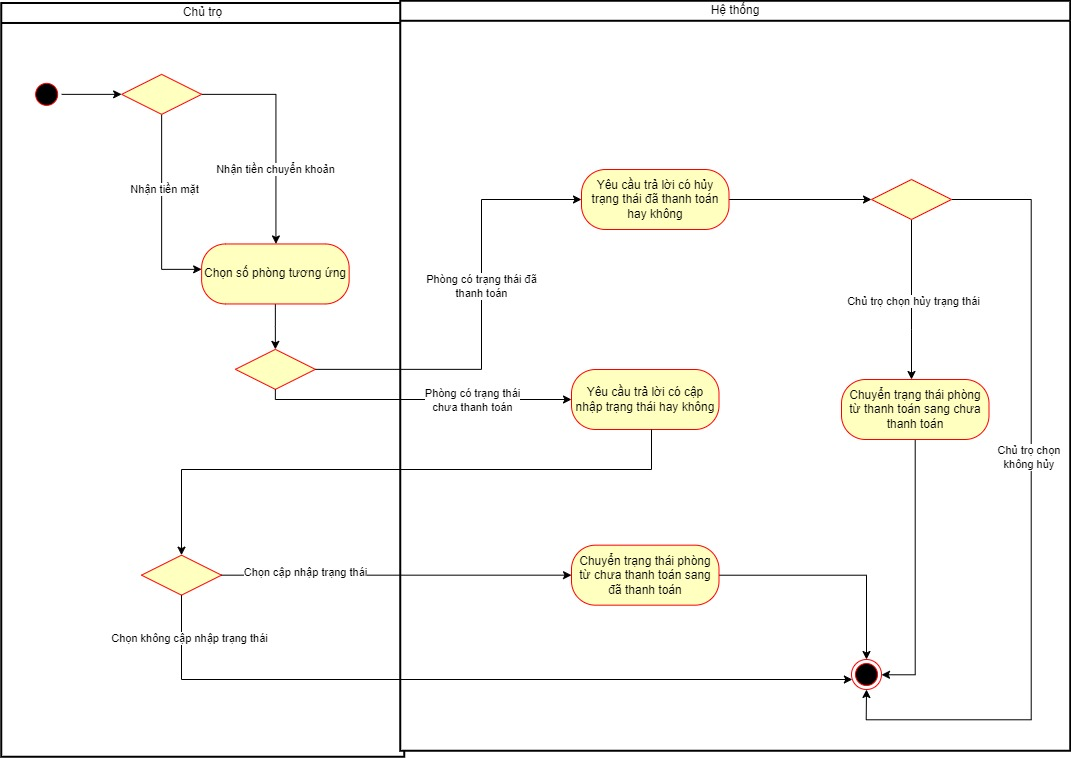 Chủ trọ
Hệ thống
Nhận tiền chuyển khoản
Nhận tiền mặt
Chọn số phòng tương ứng
Yêu cầu trả lời có hủy
trạng thái đã thanh toán
hay không
Phòng có trạng thái đã
thanh toán
Chủ trọ chọn hủy trạng thái
Phòng có trạng thái
chưa thanh toán
Yêu cầu trả lời có cập
nhập trạng thái hay không
Chuyển trạng thái phòng
từ thanh toán sang chưa
thanh toán
Chủ trọ chọn
không hủy
Chọn cập nhập trạng thái
Chuyển trạng thái phòng
từ chưa thanh toán sang
đã thanh toán
Chọn không cập nhập trạng thái